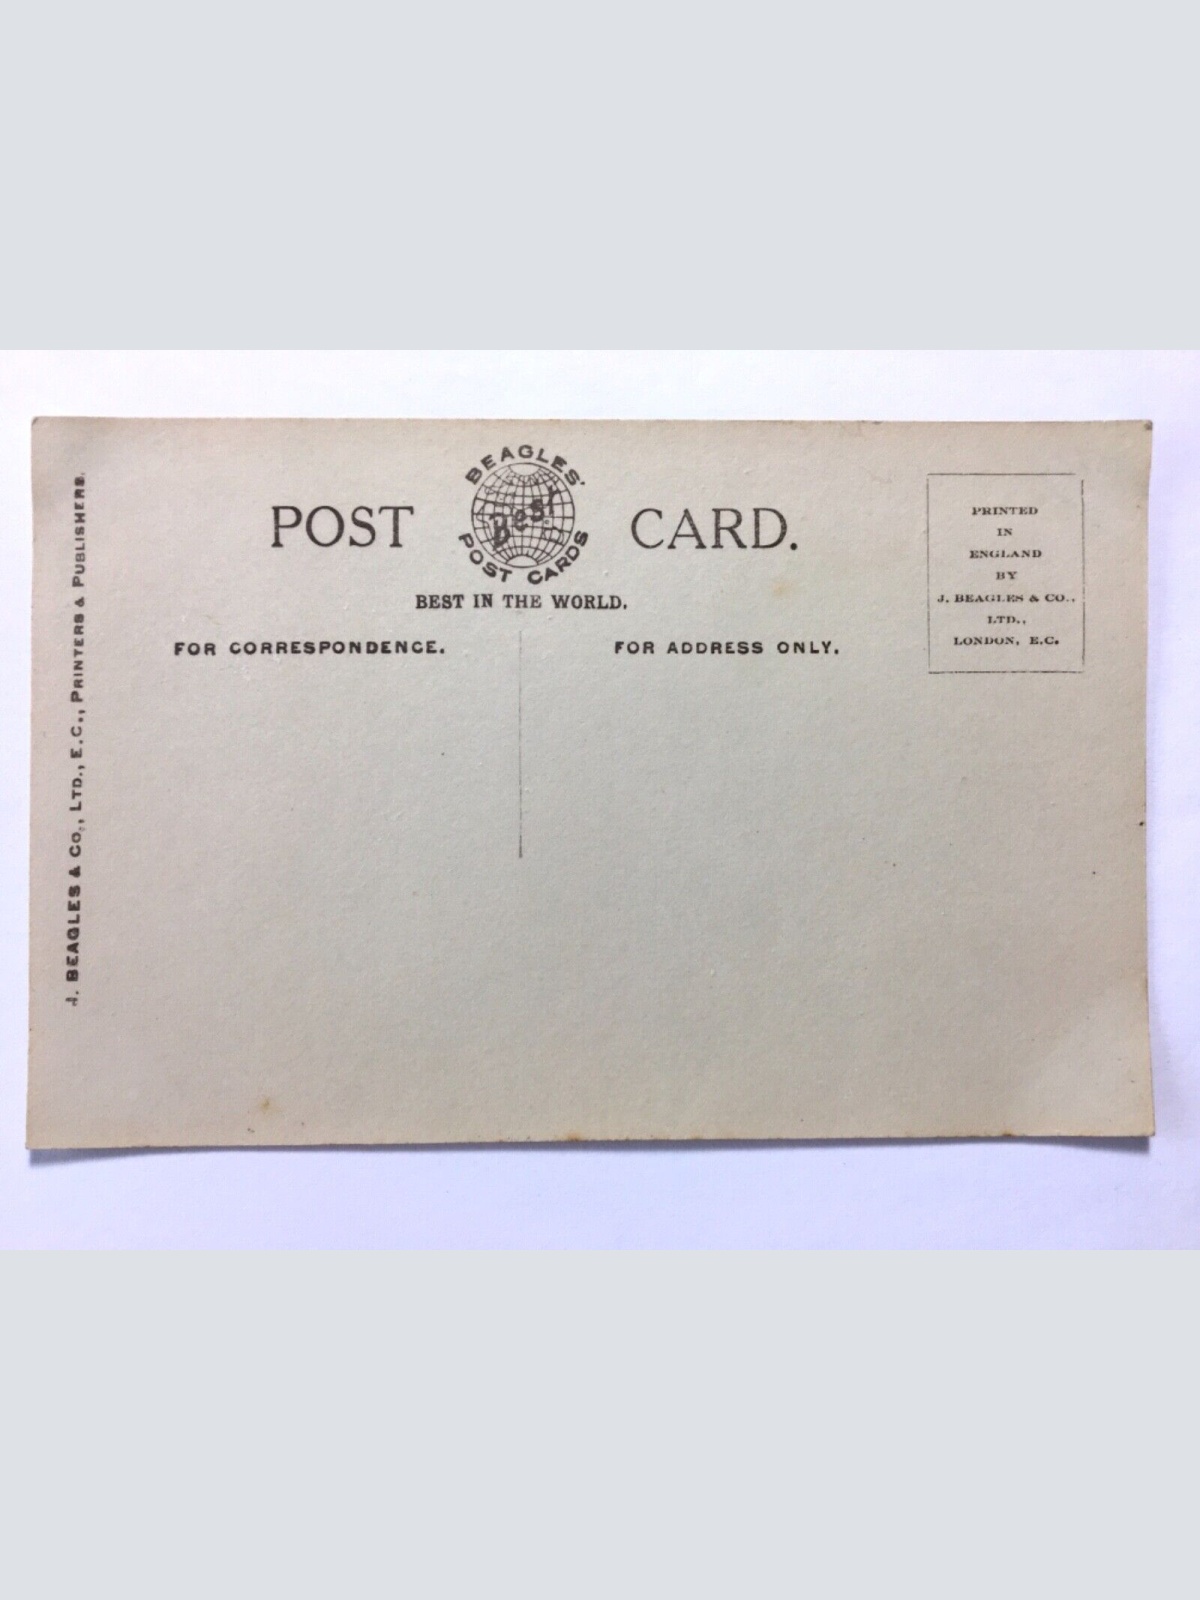 J. BEAGLES & Co., LTD., E.C., PRINTERS & PUBLISHERS.
BEAGLES'
POST Best CARD.
POST CARDS
BEST IN THE WORLD.
FOR CORRESPONDENCE.
FOR ADDRESS ONLY.
PRINTED
IN
ENGLAND
BY
J. BEAGLES & CO.,
LTD.,
LONDON, E.C.